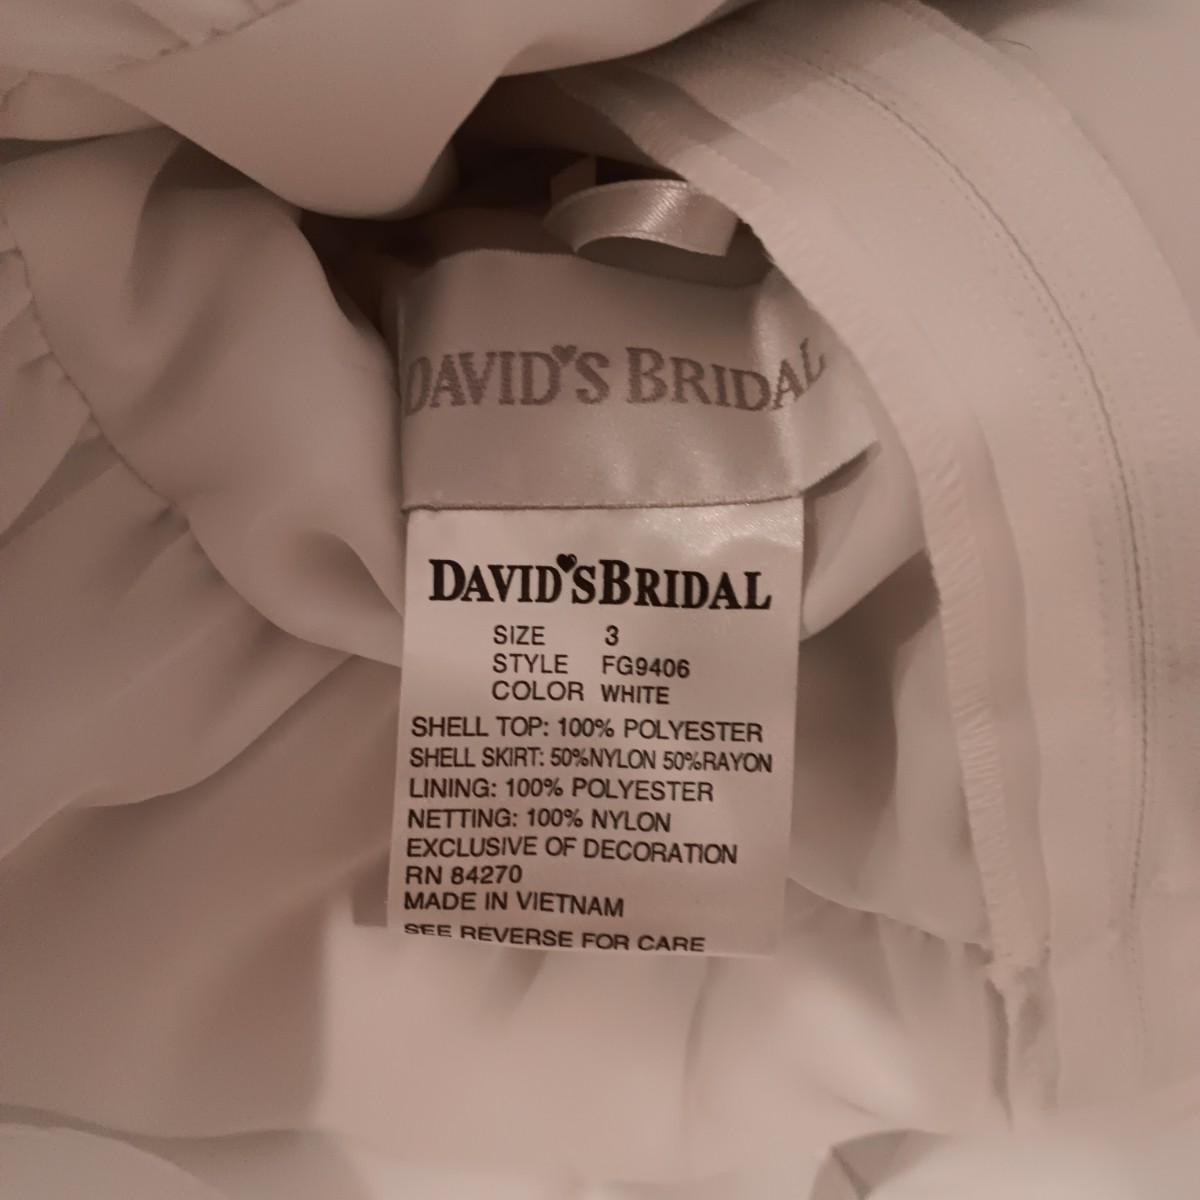 DAVID'S BRIDAL
DAVID'SBRIDAL
SIZE 3
STYLE FG9406
COLOR WHITE
SHELL TOP: 100% POLYESTER
SHELL SKIRT: 50%NYLON 50%RAYON
LINING: 100% POLYESTER
NETTING: 100% NYLON
EXCLUSIVE OF DECORATION
RN 84270
MADE IN VIETNAM
SEE REVERSE FOR CARE